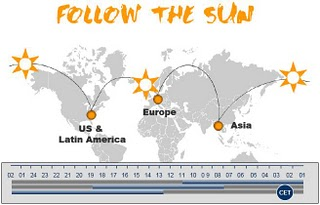 FOLLOW THE SUN
Europe
US &
Latin America
Asia
02 01 24 23 22 21 20 19 18 17 16 15 14 13 12 11 10 09 08 07 06 05 04 03 02 01
CET